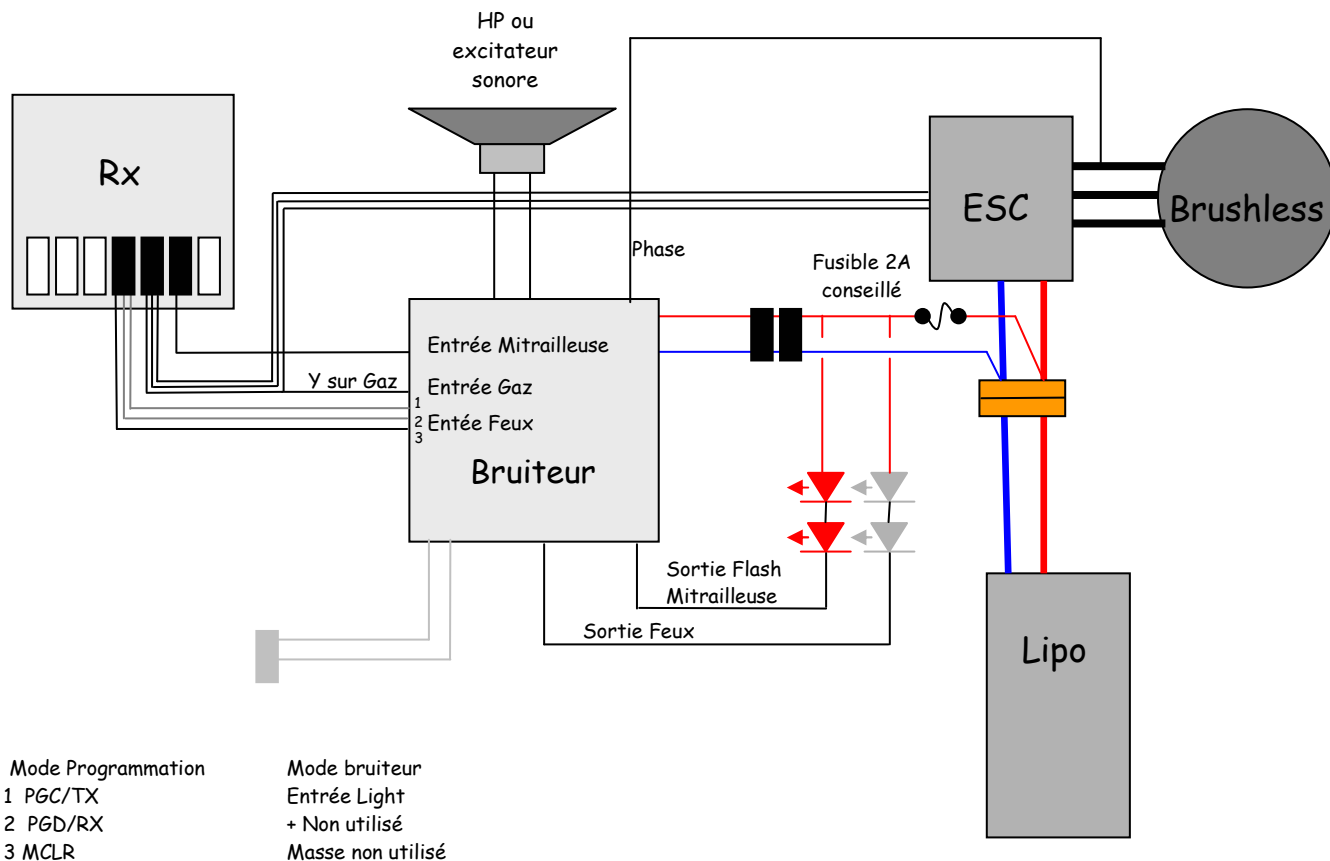 HP ou
excitateur
sonore
Rx
ESC
Brushless
Phase
Fusible 2A
conseillé
Entrée Mitrailleuse
Y sur Gaz
Entrée Gaz
1
2
Entée Feux
3
Bruiteur
Sortie Flash
Mitrailleuse
Sortie Feux
Lipo
Mode Programmation
Mode bruiteur
1 PGC/TX
Entrée Light
2 PGD/RX
+ Non utilisé
3 MCLR
Masse non utilisé